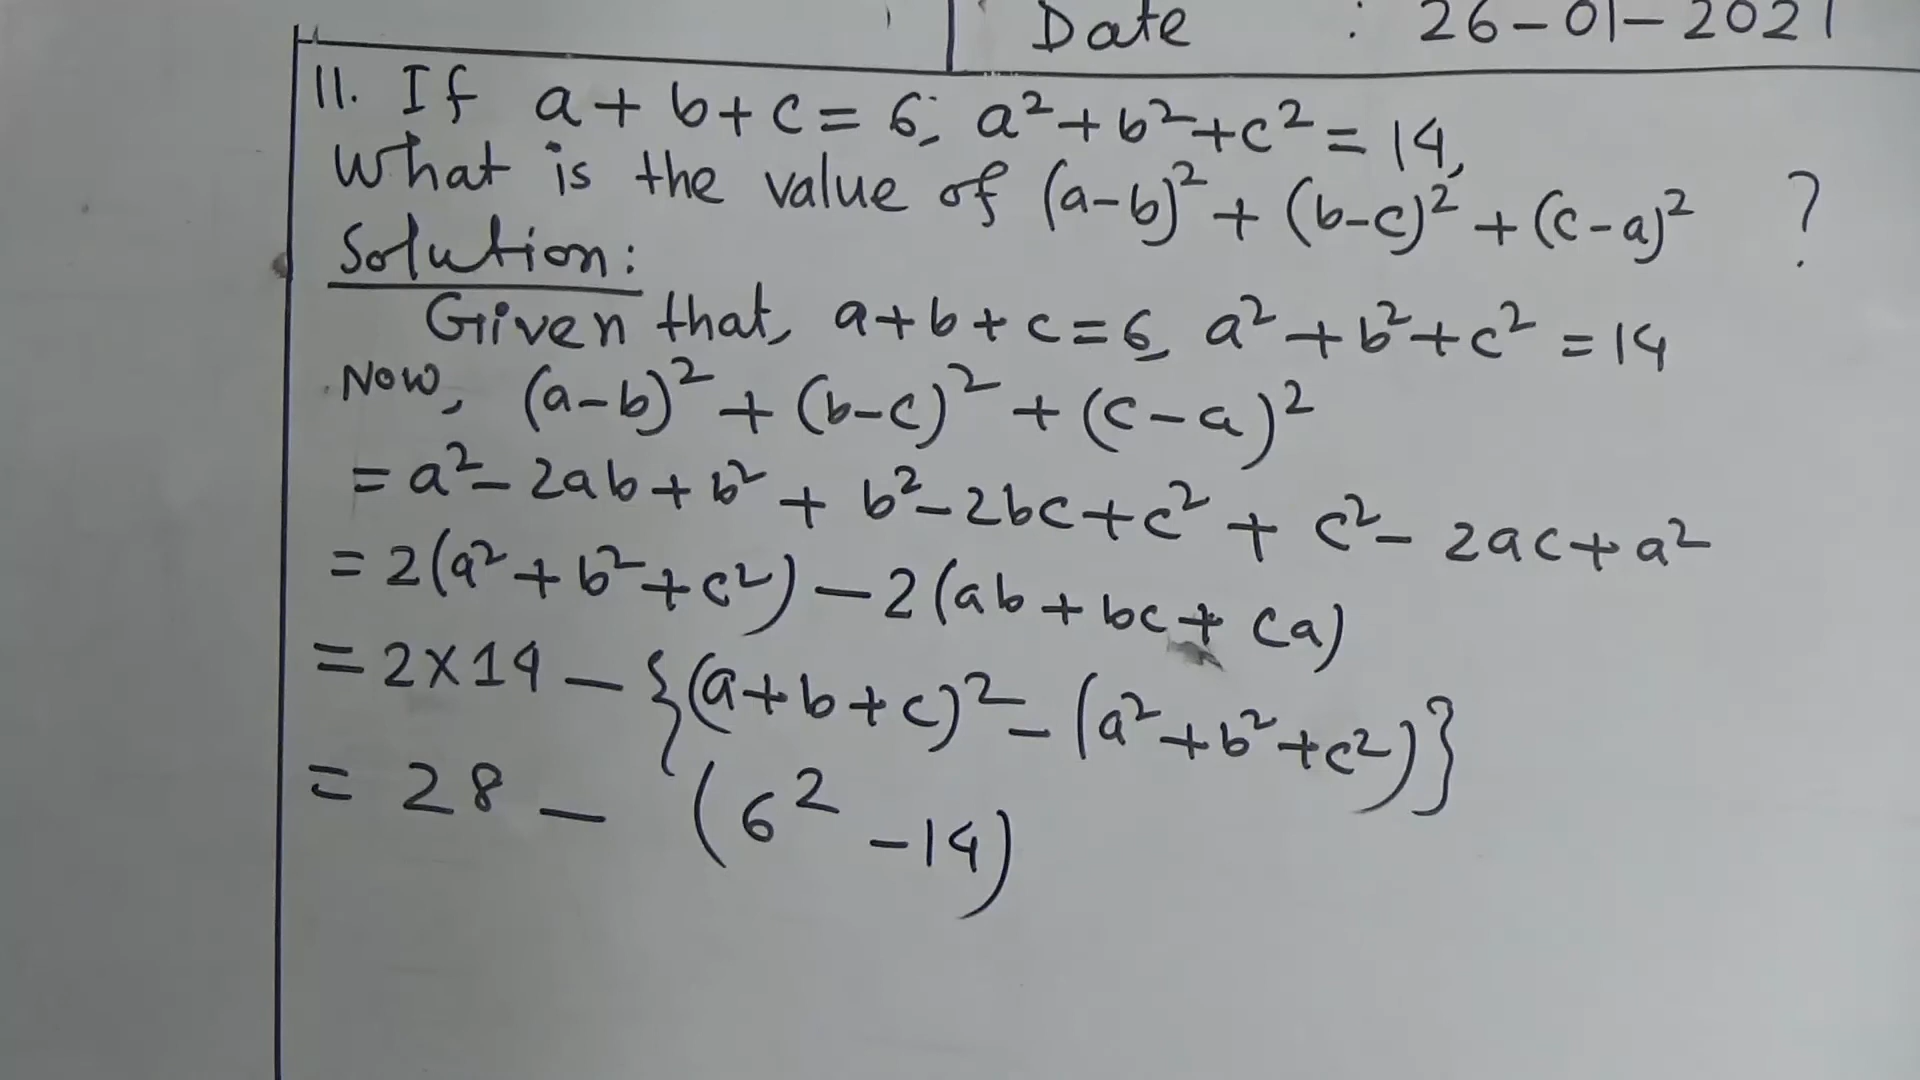 Date : 26-01-2021
11. If a+b+c=6; a²+b²+c²=14,
What is the value of (a-b)²+(b-c)²+(c-a)² ?
Solution:
Given that, a+b+c=6, a²+b²+c²=14
Now, (a-b)²+(b-c)²+(c-a)²
=a²-2ab+b²+b²-2bc+c²+c²-2ac+a²
=2(a²+b²+c²)-2(ab+bc+ca)
=2×14-{(a+b+c)²-(a²+b²+c²)}
=28-(6²-14)